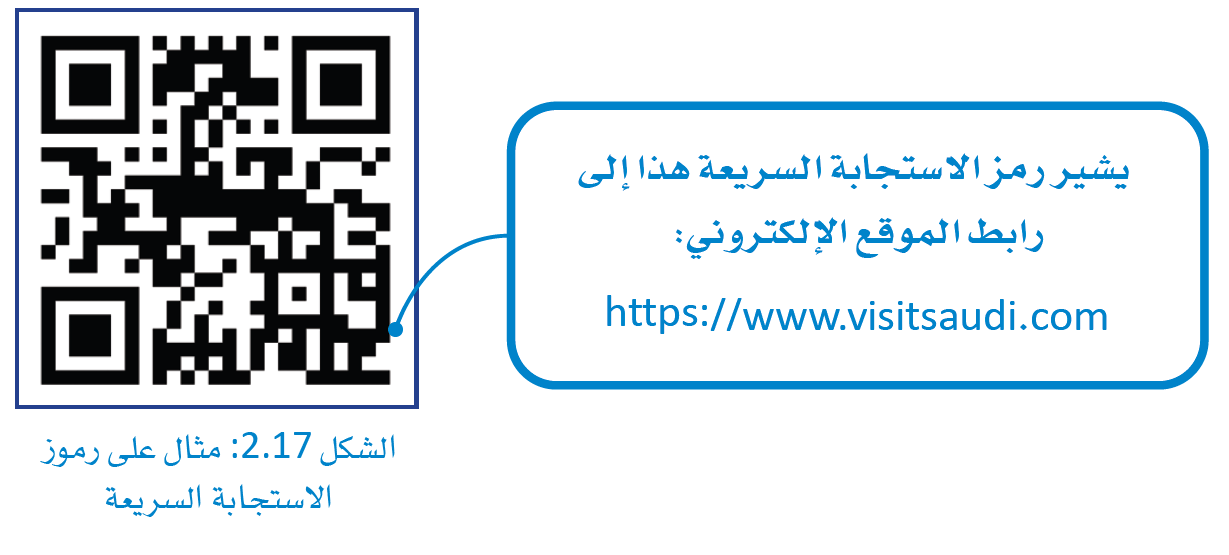 يشير رمز الاستجابة السريعة هذا إلى
رابط الموقع الإلكتروني:
https://www.visitsaudi.com
الشكل 2.17: مثال على رموز
الاستجابة السريعة